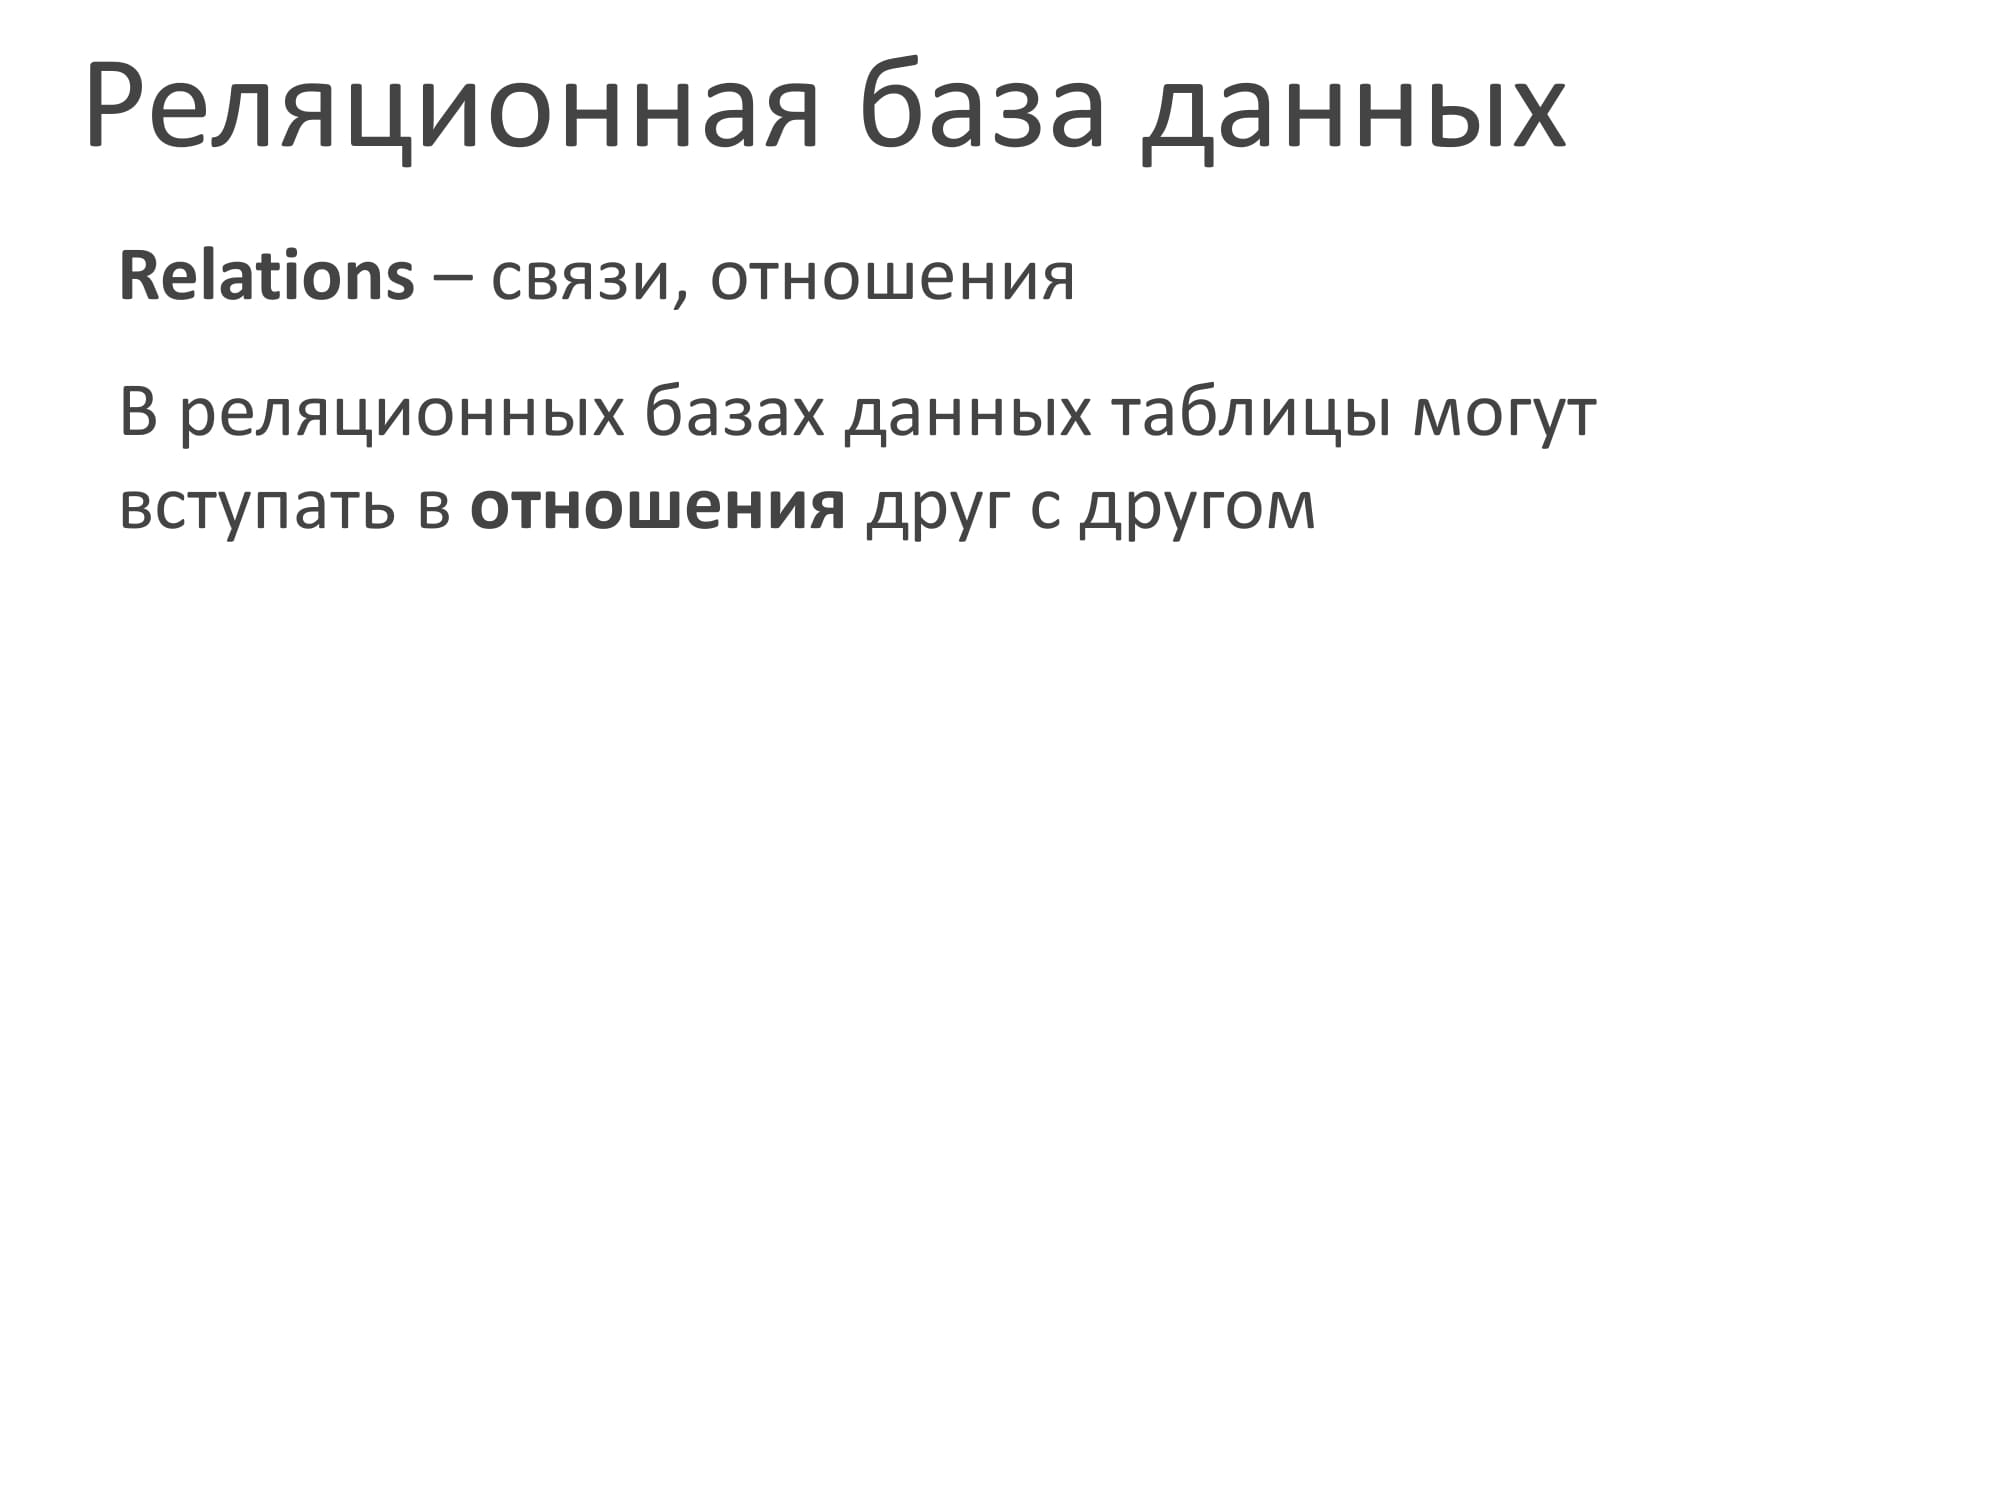 Реляционная база данных
Relations – связи, отношения
В реляционных базах данных таблицы могут
вступать в отношения друг с другом